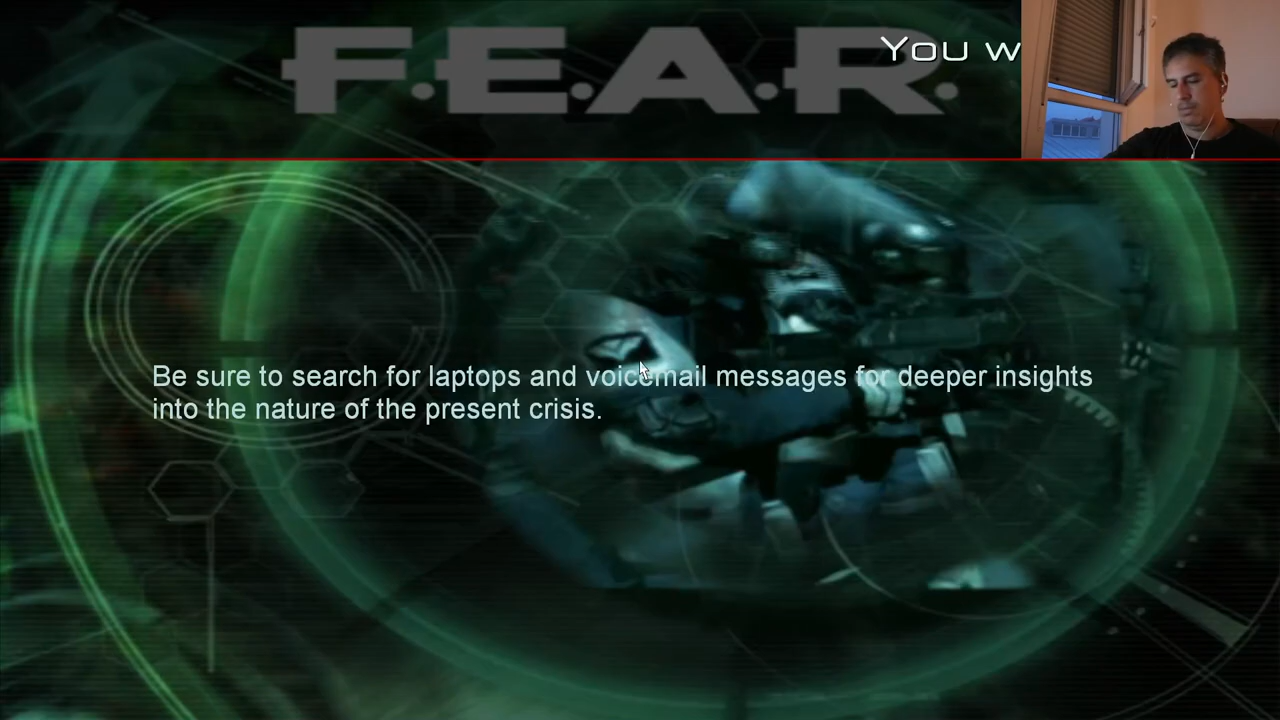 F.E.A.R.
You w
Be sure to search for laptops and voicemail messages for deeper insights
into the nature of the present crisis.